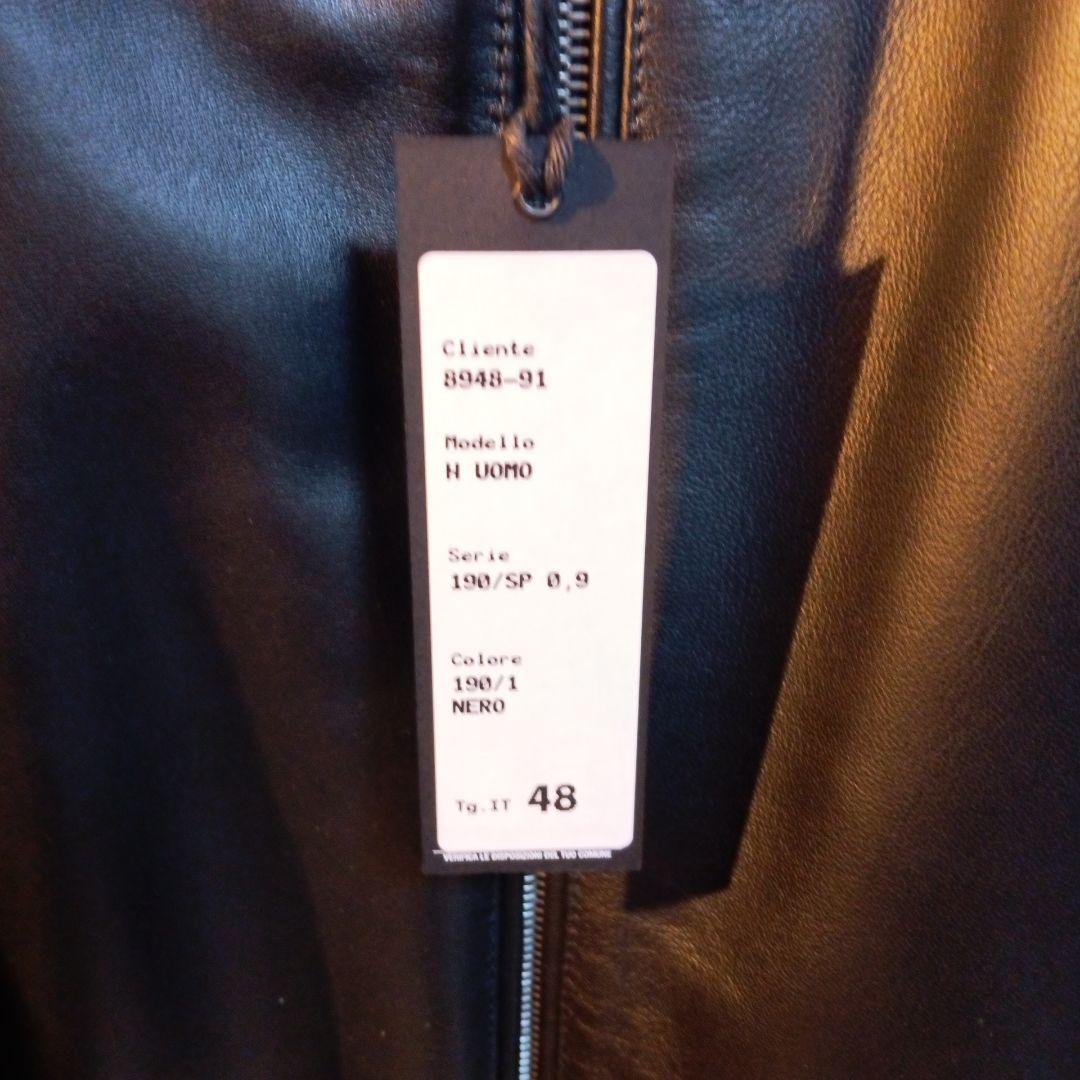 Cliente
8948-91
Modello
H UOMO
Serie
190/SP 0,9
Colore
190/1
NERO
Tg.IT 48
VERIFICA LE DISPOSIZIONI DEL TUO COMUNE